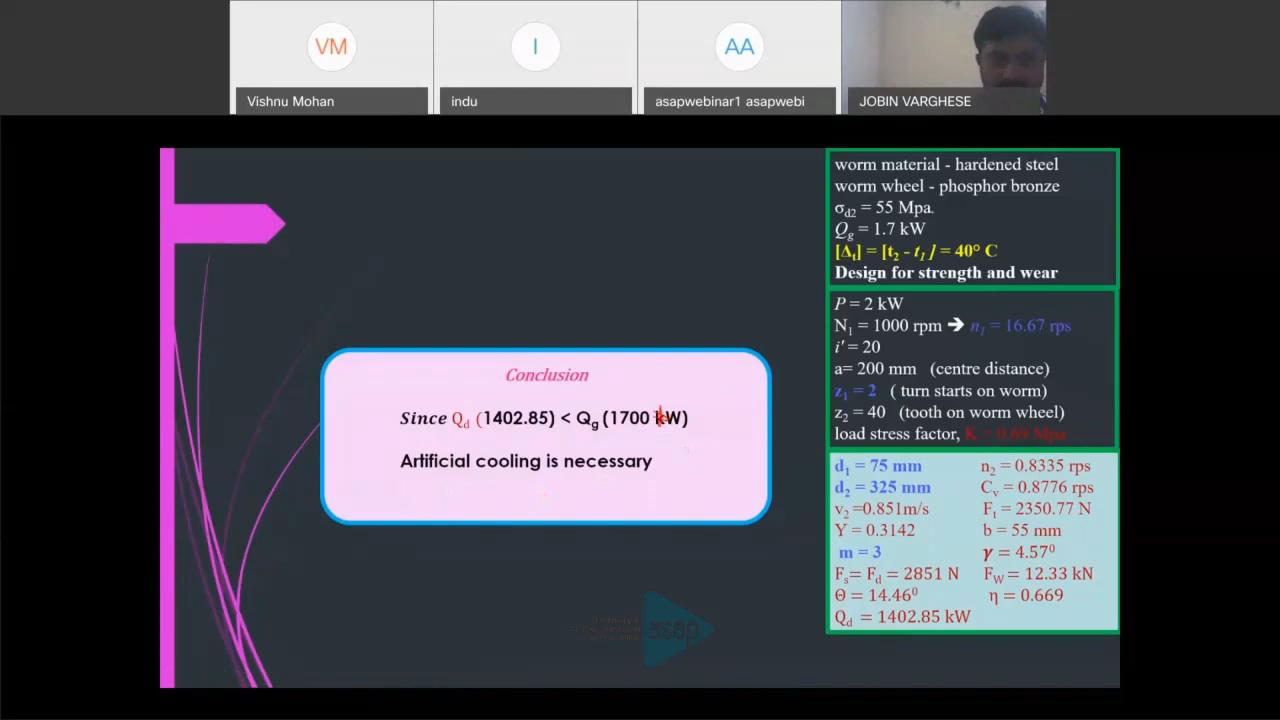 VM
I
AA
Vishnu Mohan
indu
asapwebinar1 asapwebi
JOBIN VARGHESE
worm material - hardened steel
worm wheel - phosphor bronze
σd2 = 55 Mpa.
Qg = 1.7 kW
[Δt] = [t2 - t1] = 40° C
Design for strength and wear
P = 2 kW
N1 = 1000 rpm 🡺 n1 = 16.67 rps
i' = 20
a= 200 mm (centre distance)
z1 = 2 ( turn starts on worm)
z2 = 40 (tooth on worm wheel)
load stress factor, K = 0.69 Mpa
Conclusion
Since Qd (1402.85) < Qg (1700 kW)
Artificial cooling is necessary
d1 = 75 mm n2 = 0.8335 rps
d2 = 325 mm Cv = 0.8776 rps
v2 =0.851m/s Ft = 2350.77 N
Y = 0.3142 b = 55 mm
m = 3 γ = 4.57⁰
Fs= Fd = 2851 N FW = 12.33 kN
Θ = 14.46⁰ η = 0.669
Qd = 1402.85 kW
asap